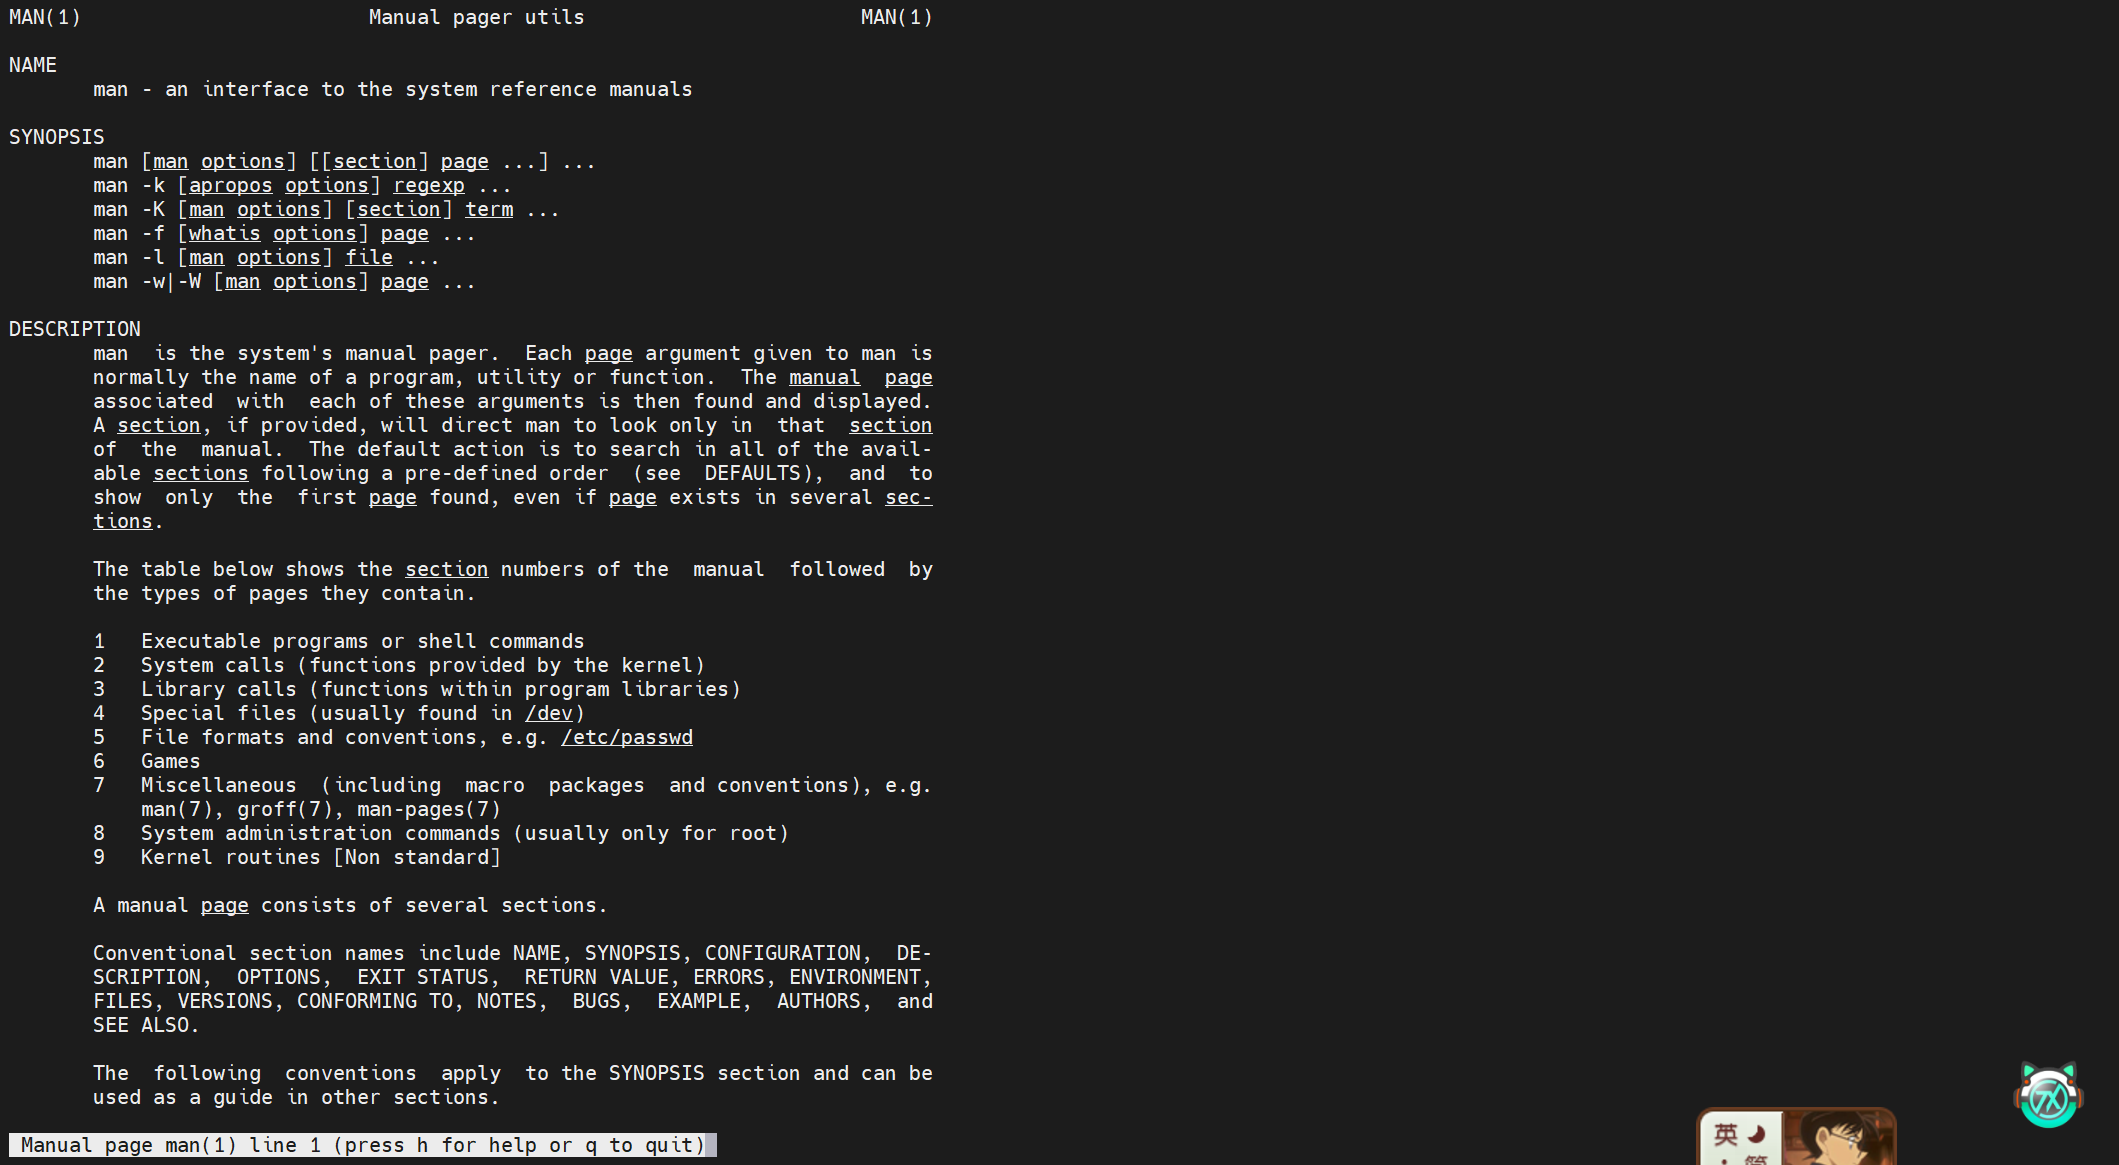 MAN(1)                        Manual pager utils                       MAN(1)
NAME
man - an interface to the system reference manuals
SYNOPSIS
man [man options] [[section] page ...] ...
man -k [apropos options] regexp ...
man -K [man options] [section] term ...
man -f [whatis options] page ...
man -l [man options] file ...
man -w|-W [man options] page ...
DESCRIPTION
man  is the system's manual pager.  Each page argument given to man is
normally the name of a program, utility or function.  The manual  page
associated  with  each of these arguments is then found and displayed.
A section, if provided, will direct man to look only in  that  section
of  the  manual.  The default action is to search in all of the avail-
able sections following a pre-defined order  (see  DEFAULTS),  and  to
show  only  the  first page found, even if page exists in several sec-
tions.
The table below shows the section numbers of the  manual  followed  by
the types of pages they contain.
1   Executable programs or shell commands
2   System calls (functions provided by the kernel)
3   Library calls (functions within program libraries)
4   Special files (usually found in /dev)
5   File formats and conventions, e.g. /etc/passwd
6   Games
7   Miscellaneous  (including  macro  packages  and conventions), e.g.
man(7), groff(7), man-pages(7)
8   System administration commands (usually only for root)
9   Kernel routines [Non standard]
A manual page consists of several sections.
Conventional section names include NAME, SYNOPSIS, CONFIGURATION,  DE-
SCRIPTION,  OPTIONS,  EXIT STATUS,  RETURN VALUE, ERRORS, ENVIRONMENT,
FILES, VERSIONS, CONFORMING TO, NOTES,  BUGS,  EXAMPLE,  AUTHORS,  and
SEE ALSO.
The  following  conventions  apply  to the SYNOPSIS section and can be
used as a guide in other sections.
Manual page man(1) line 1 (press h for help or q to quit)
英